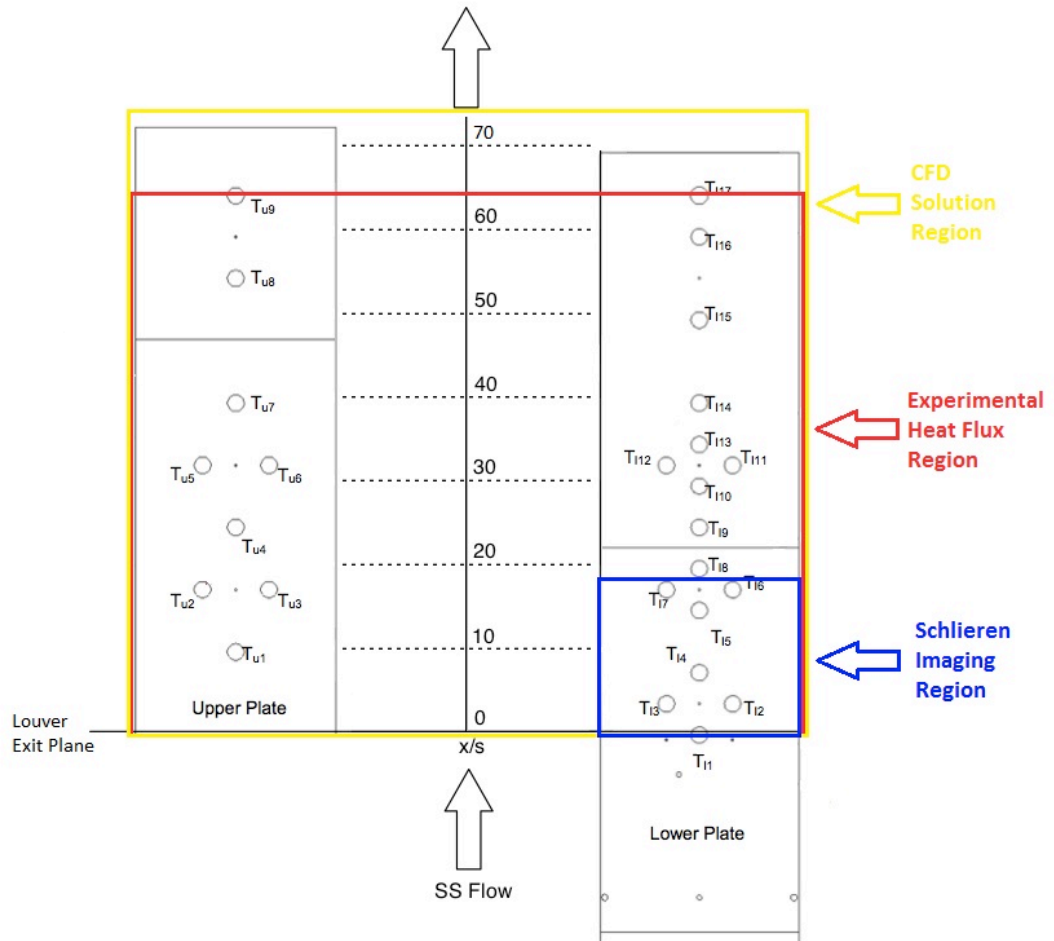 70
60
50
40
30
20
10
0
x/s
SS Flow
Tu9
Tu8
Tu7
Tu5
Tu6
Tu4
Tu2
Tu3
Tu1
Upper Plate
Louver
Exit Plane
Tl17
Tl16
Tl15
Tl14
Tl13
Tl12
Tl11
Tl10
Tl9
Tl8
Tl7
Tl6
Tl5
Tl4
Tl3
Tl2
Tl1
Lower Plate
CFD
Solution
Region
Experimental
Heat Flux
Region
Schlieren
Imaging
Region